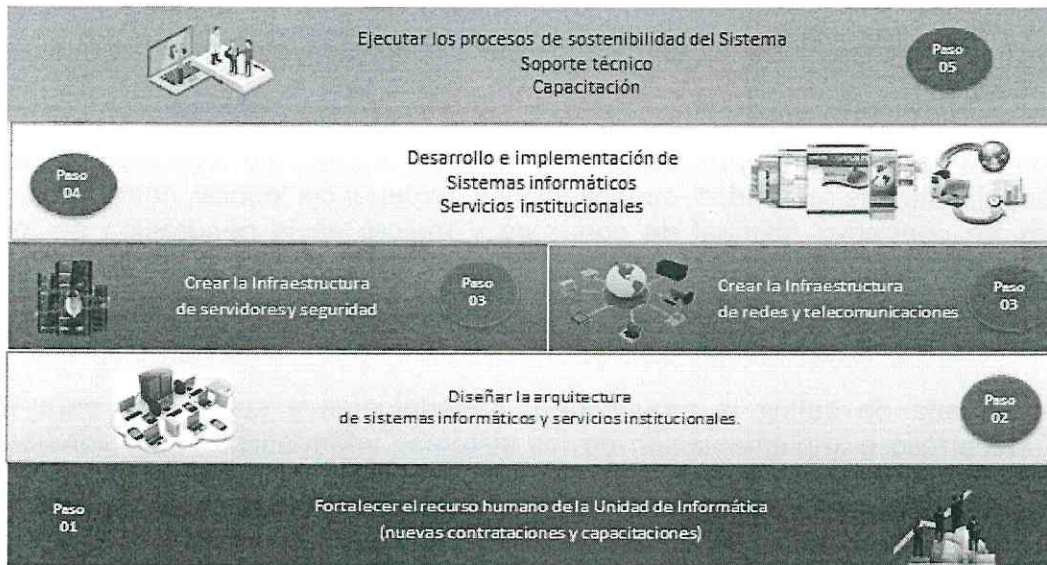 Ejecutar los procesos de sostenibilidad del Sistema
Soporte técnico
Capacitación
Paso
05
Paso
04
Desarrollo e implementación de
Sistemas informáticos
Servicios institucionales
Crear la Infraestructura
de servidores y seguridad
Paso
03
Crear la Infraestructura
de redes y telecomunicaciones
Paso
03
Diseñar la arquitectura
de sistemas informáticos y servicios institucionales.
Paso
02
Paso
01
Fortalecer el recurso humano de la Unidad de Informática
(nuevas contrataciones y capacitaciones)